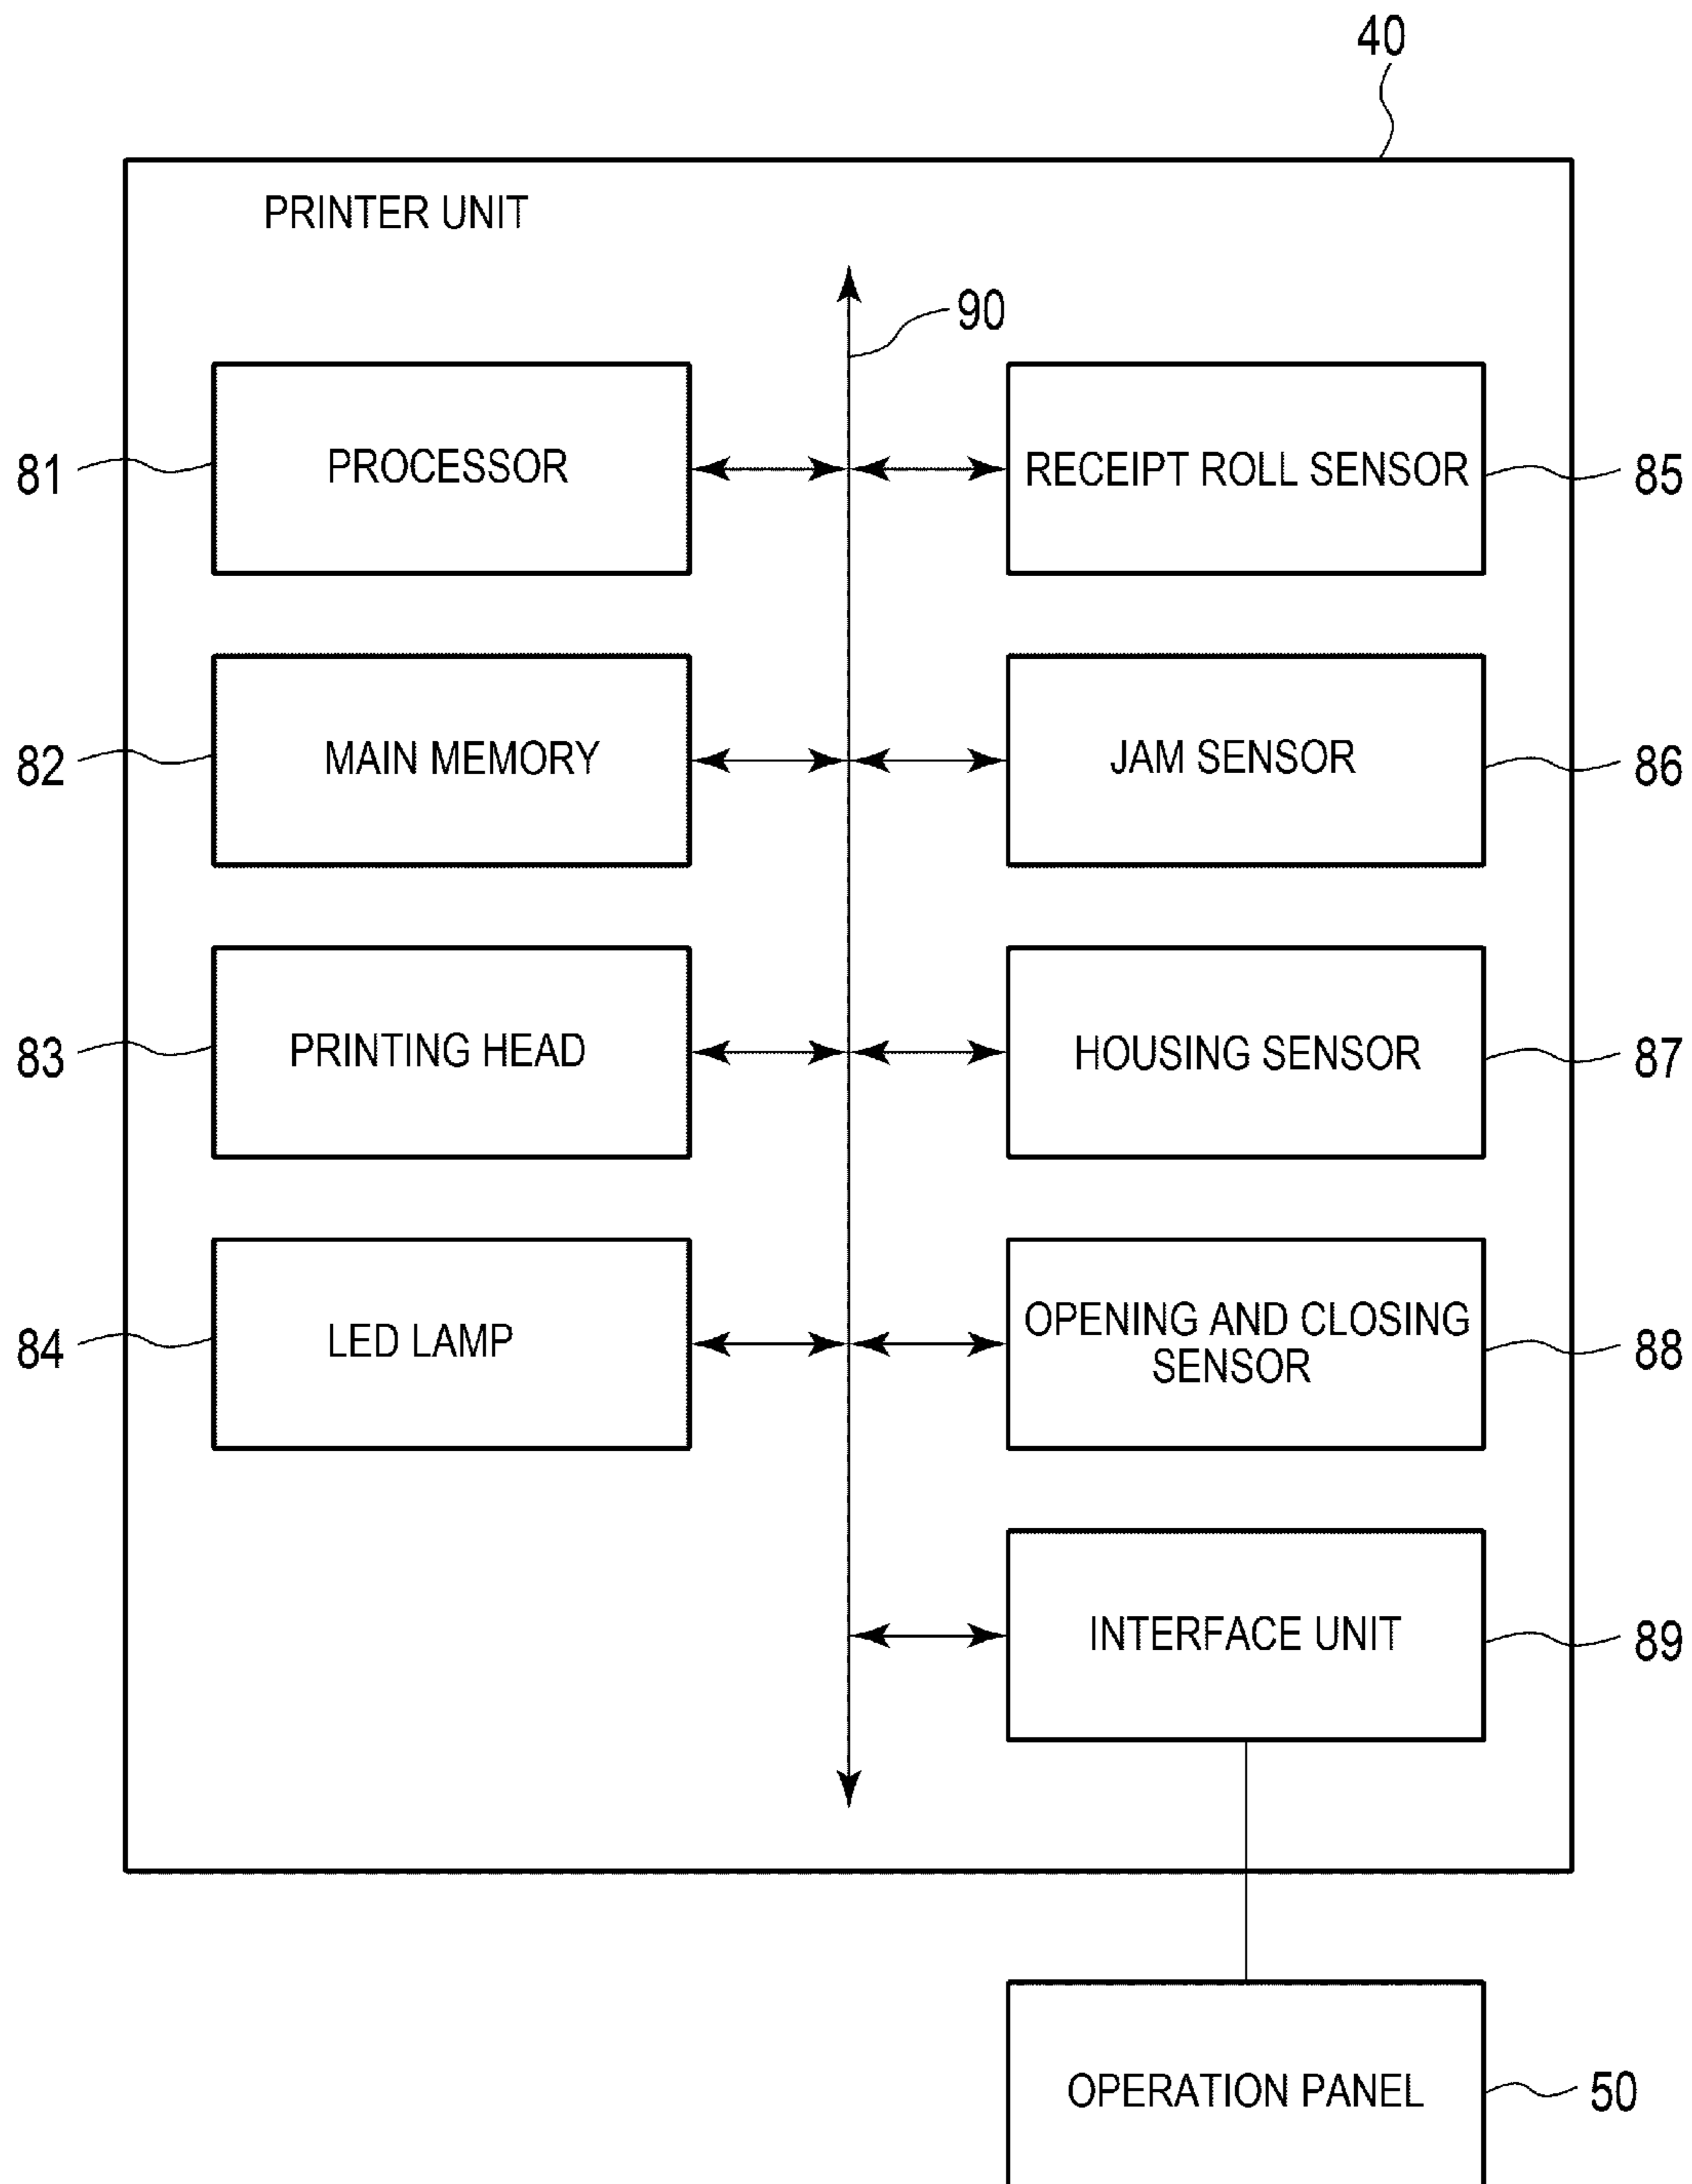 40
PRINTER UNIT
90
81
PROCESSOR
RECEIPT ROLL SENSOR
85
82
MAIN MEMORY
JAM SENSOR
86
83
PRINTING HEAD
HOUSING SENSOR
87
84
LED LAMP
OPENING AND CLOSING
SENSOR
88
INTERFACE UNIT
89
OPERATION PANEL
50